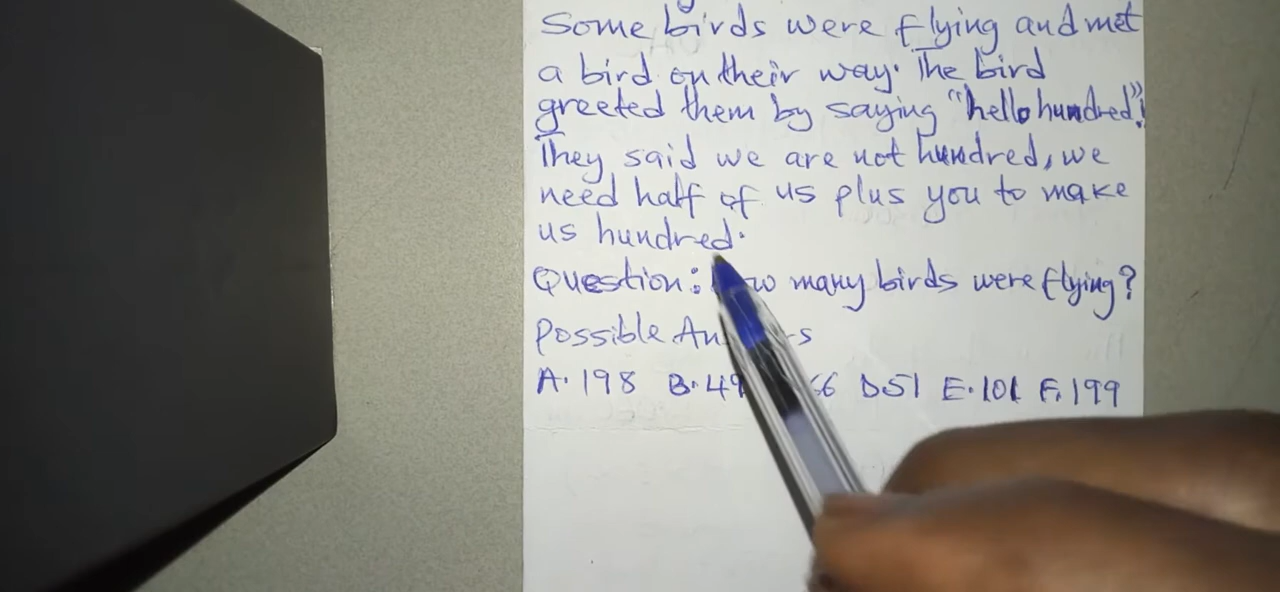 Some birds were flying and met
a bird on their way. The bird
greeted them by saying "hello hundred".
They said we are not hundred, we
need half of us plus you to make
us hundred.
Question: many birds were flying?
Possible
A. 198 B. D. 51 E. 101 F. 199